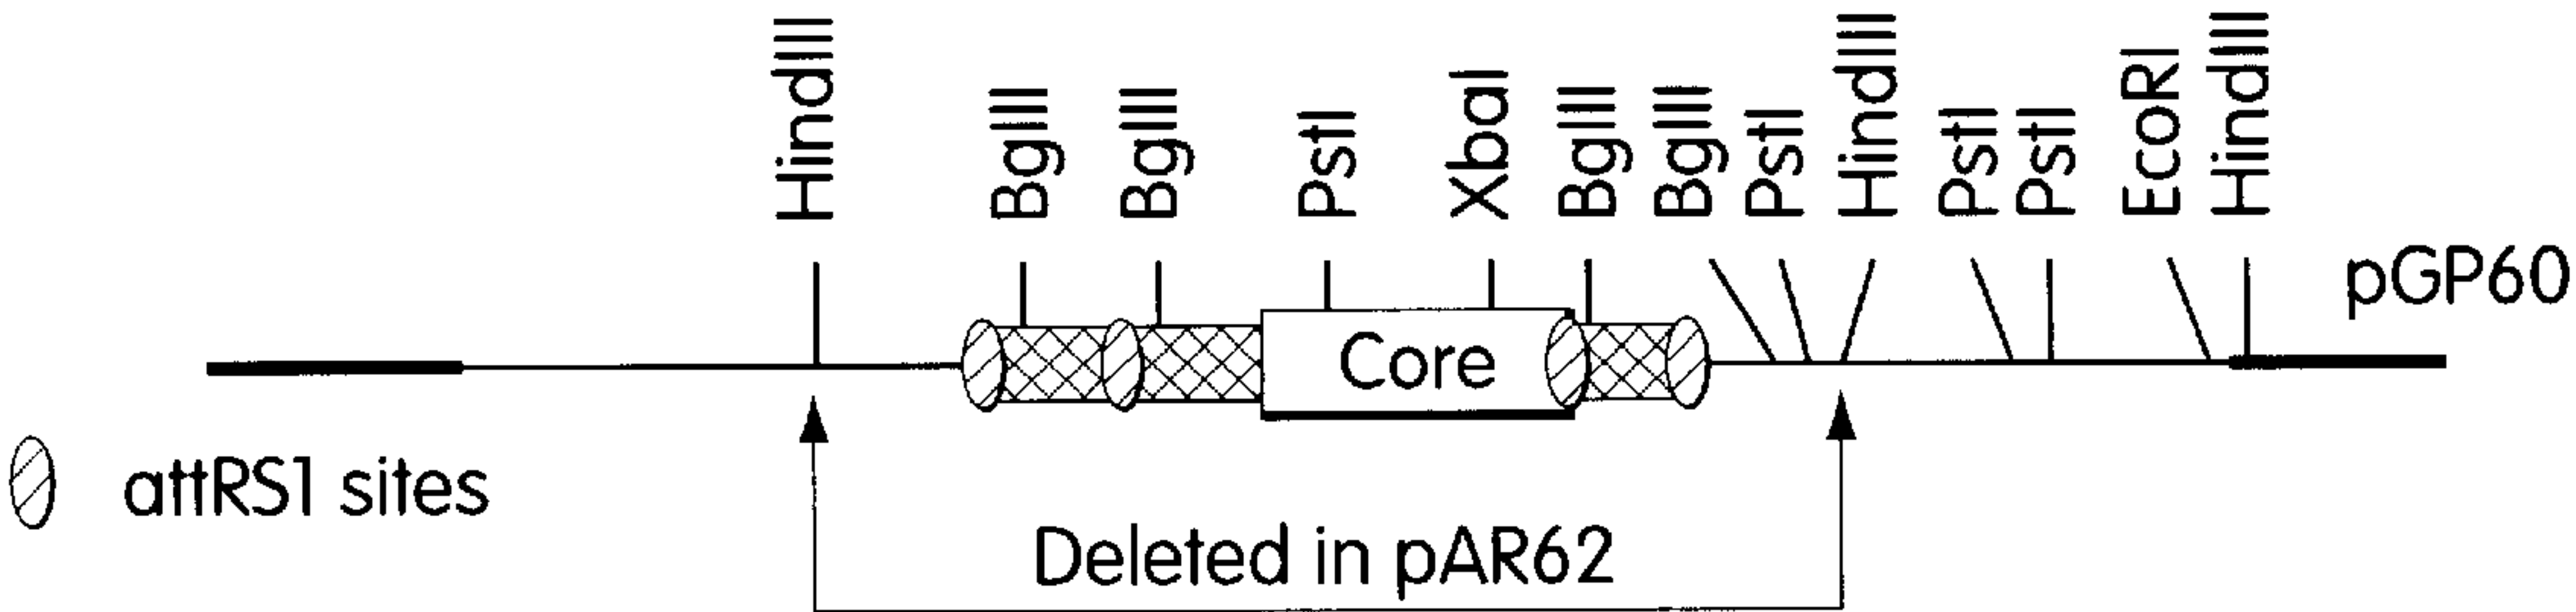 HindIII
BglII
BglII
PstI
XbaI
BglII
BglII
PstI
HindIII
PstI
PstI
EcoRI
HindIII
pGP60
Core
attRS1 sites
Deleted in pAR62